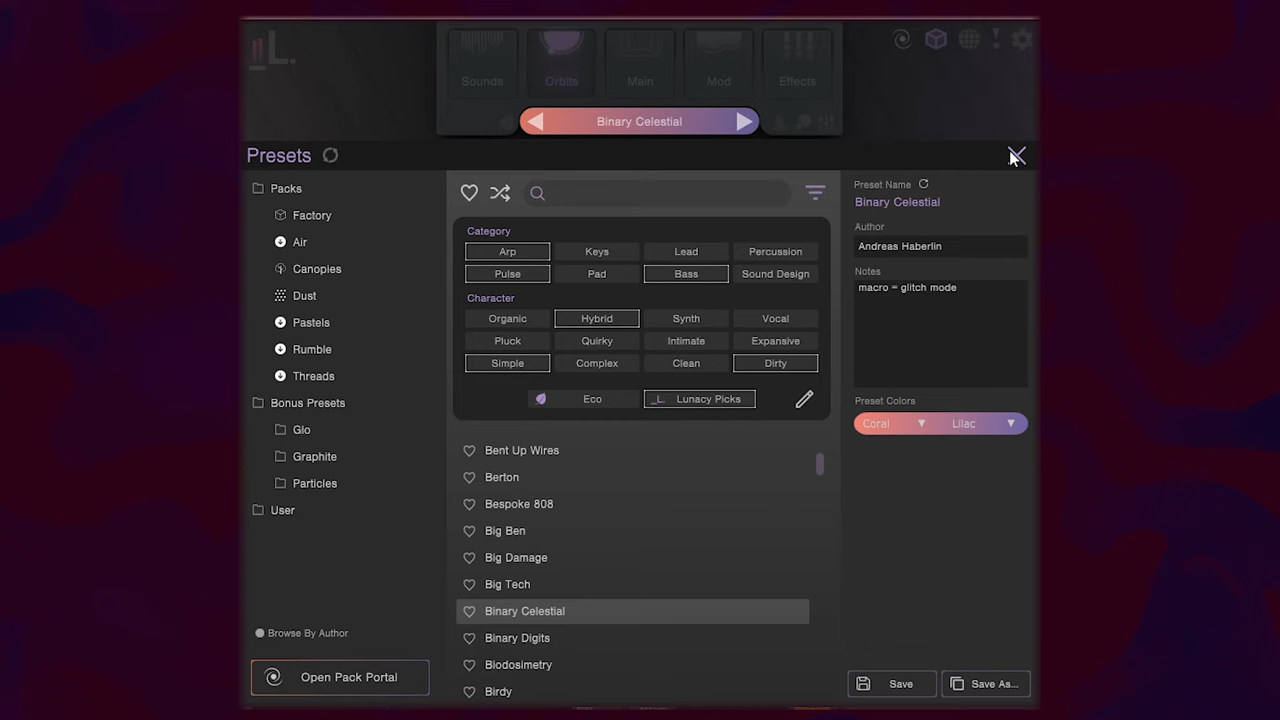 _L.
Sounds
Orbits
Main
Mod
Effects
Binary Celestial
Presets
Packs
Factory
Air
Canopies
Dust
Pastels
Rumble
Threads
Bonus Presets
Glo
Graphite
Particles
User
Browse By Author
Open Pack Portal
Category
Arp Keys Lead Percussion
Pulse Pad Bass Sound Design
Character
Organic Hybrid Synth Vocal
Pluck Quirky Intimate Expansive
Simple Complex Clean Dirty
Eco _L. Lunacy Picks
Bent Up Wires
Berton
Bespoke 808
Big Ben
Big Damage
Big Tech
Binary Celestial
Binary Digits
Biodosimetry
Birdy
Preset Name
Binary Celestial
Author
Andreas Haberlin
Notes
macro = glitch mode
Preset Colors
Coral Lilac
Save Save As...